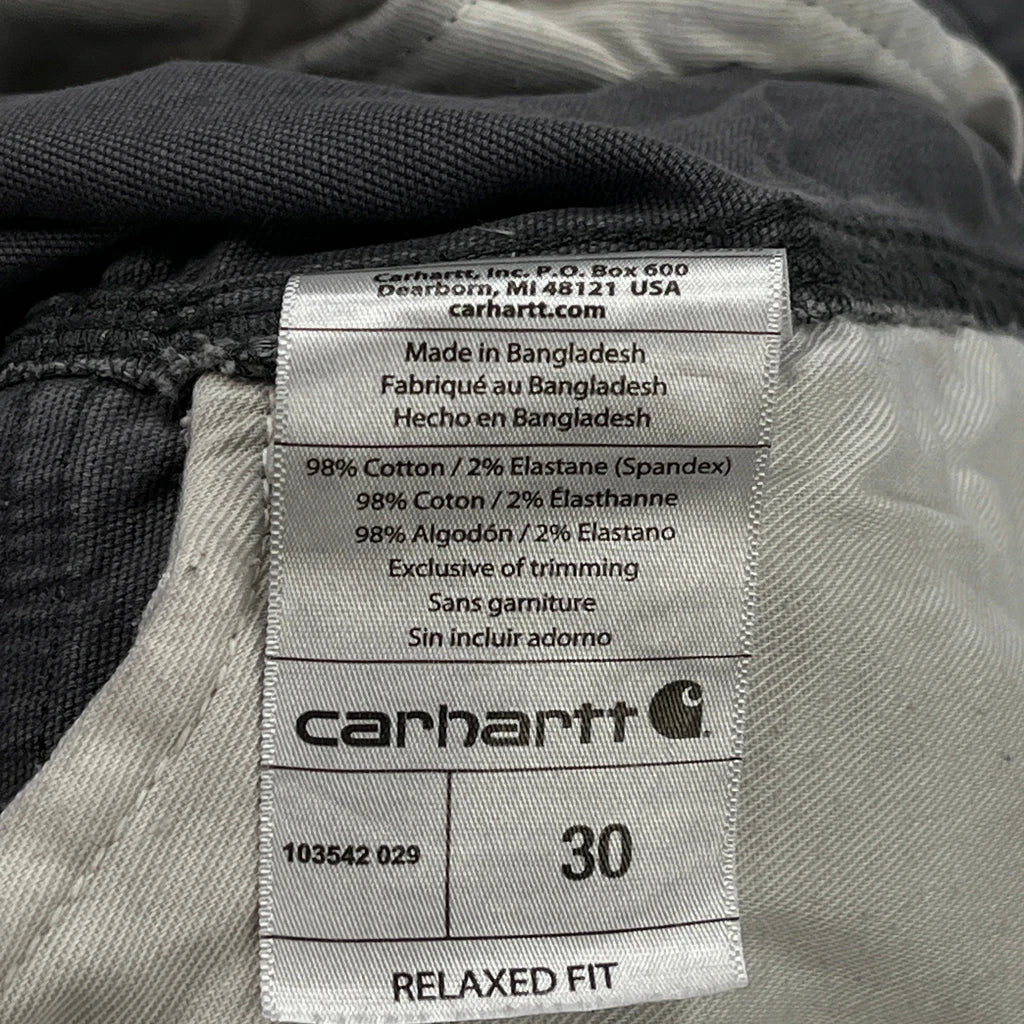 Carhartt, Inc. P.O. Box 600
Dearborn, MI 48121 USA
carhartt.com
Made in Bangladesh
Fabriqué au Bangladesh
Hecho en Bangladesh
98% Cotton / 2% Elastane (Spandex)
98% Coton / 2% Élasthanne
98% Algodón / 2% Elastano
Exclusive of trimming
Sans garniture
Sin incluir adorno
carhartt
103542 029
30
RELAXED FIT